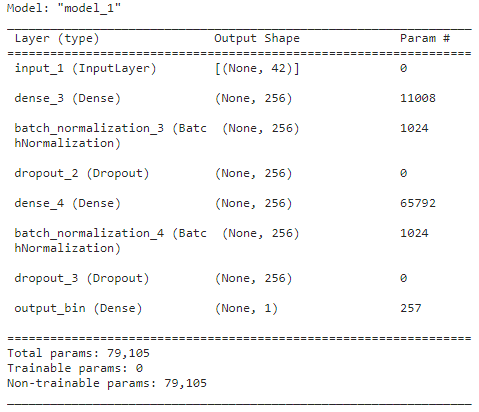 Model: "model_1"
_________________________________________________________________
Layer (type) Output Shape Param #
=================================================================
input_1 (InputLayer) [(None, 42)] 0
dense_3 (Dense) (None, 256) 11008
batch_normalization_3 (Batc (None, 256) 1024
hNormalization)
dropout_2 (Dropout) (None, 256) 0
dense_4 (Dense) (None, 256) 65792
batch_normalization_4 (Batc (None, 256) 1024
hNormalization)
dropout_3 (Dropout) (None, 256) 0
output_bin (Dense) (None, 1) 257
=================================================================
Total params: 79,105
Trainable params: 0
Non-trainable params: 79,105
_________________________________________________________________